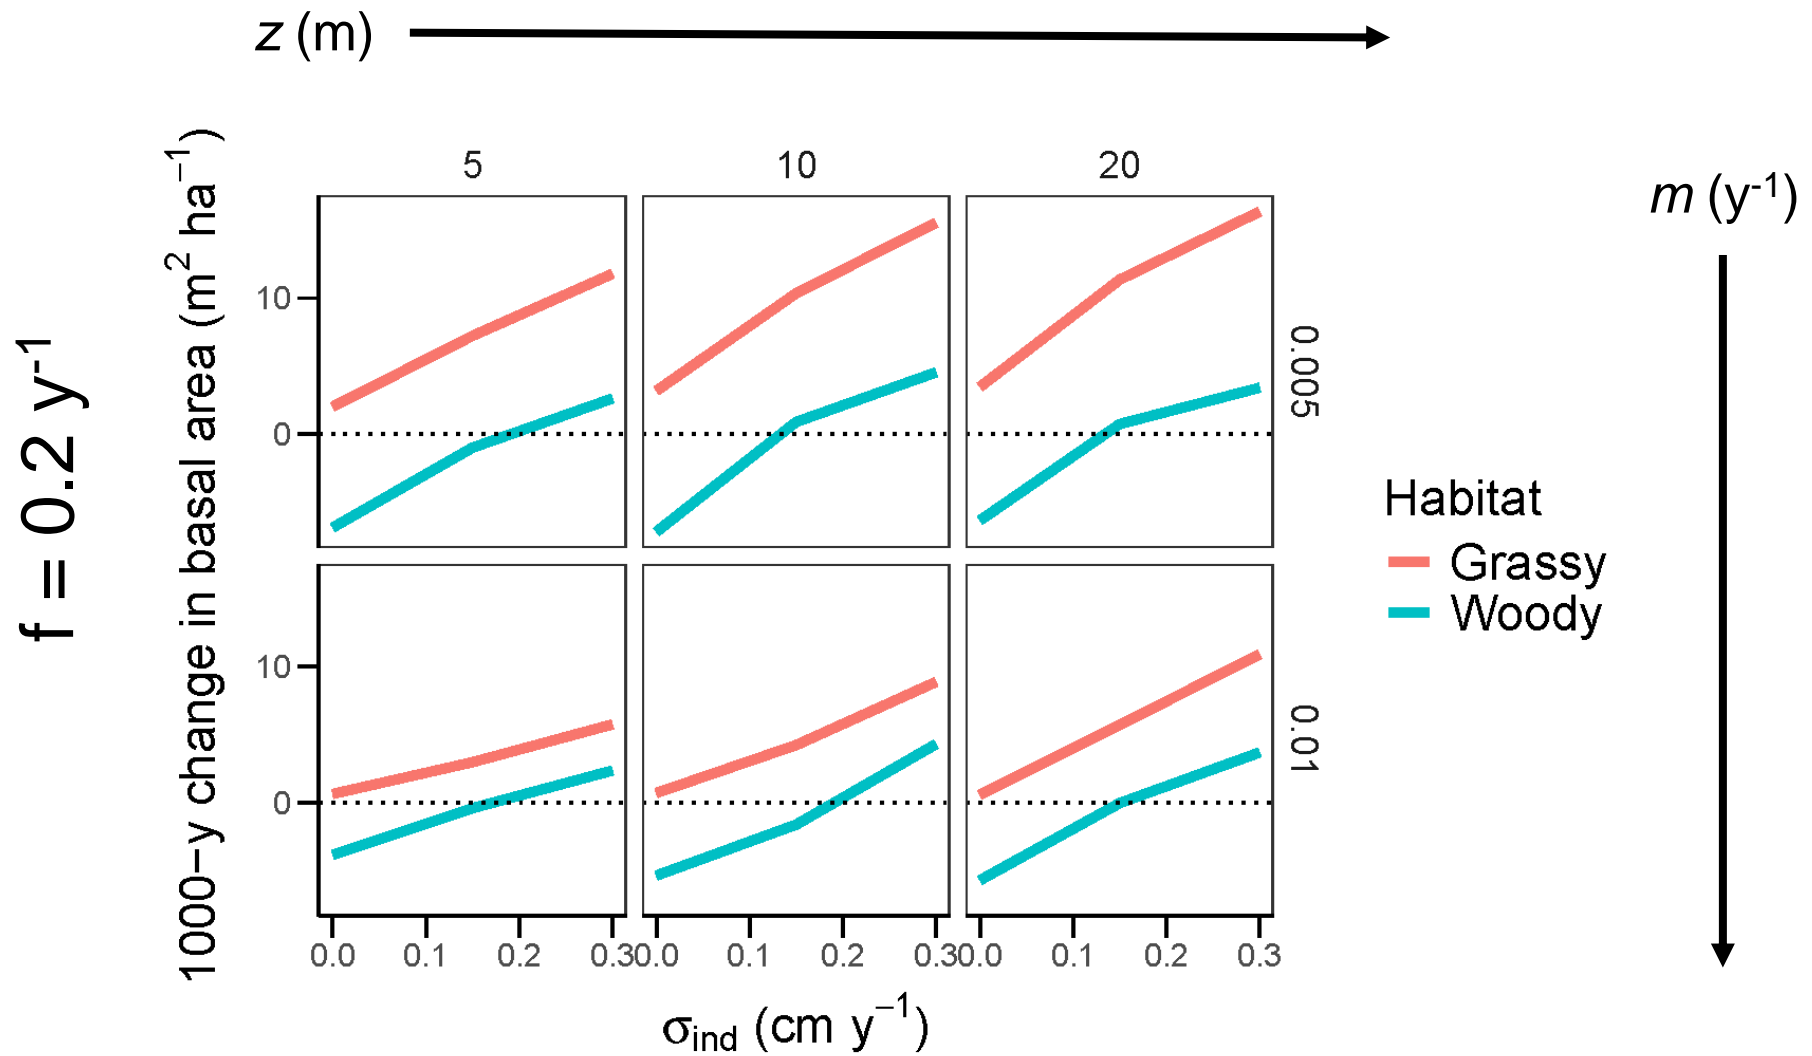 z (m)
5
10
20
m (y-1)
f = 0.2 y-1
1000−y change in basal area (m2 ha−1)
10
0
0.005
10
0
0.01
Habitat
Grassy
Woody
0.0
0.1
0.2
0.3
0.0
0.1
0.2
0.3
0.0
0.1
0.2
0.3
σind (cm y−1)